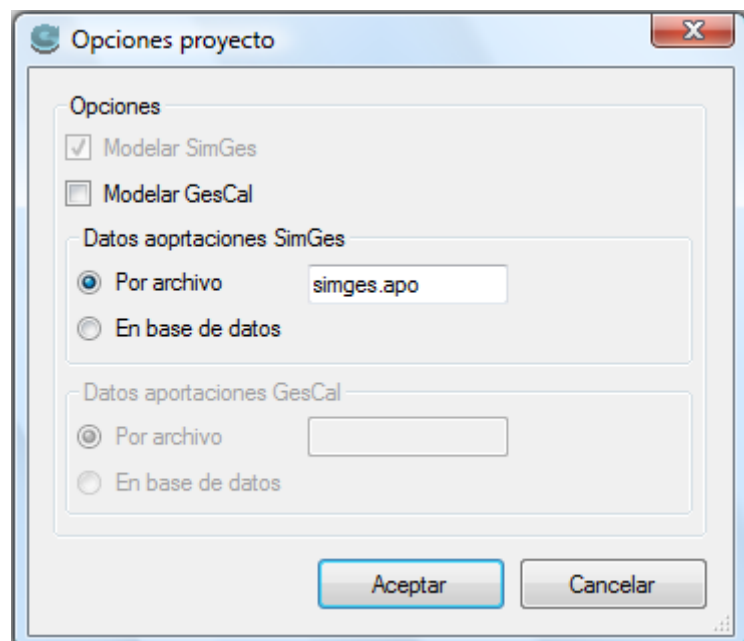 Opciones proyecto
Opciones
Modelar SimGes
Modelar GesCal
Datos aoprtaciones SimGes
Por archivo simges.apo
En base de datos
Datos aportaciones GesCal
Por archivo
En base de datos
Aceptar Cancelar